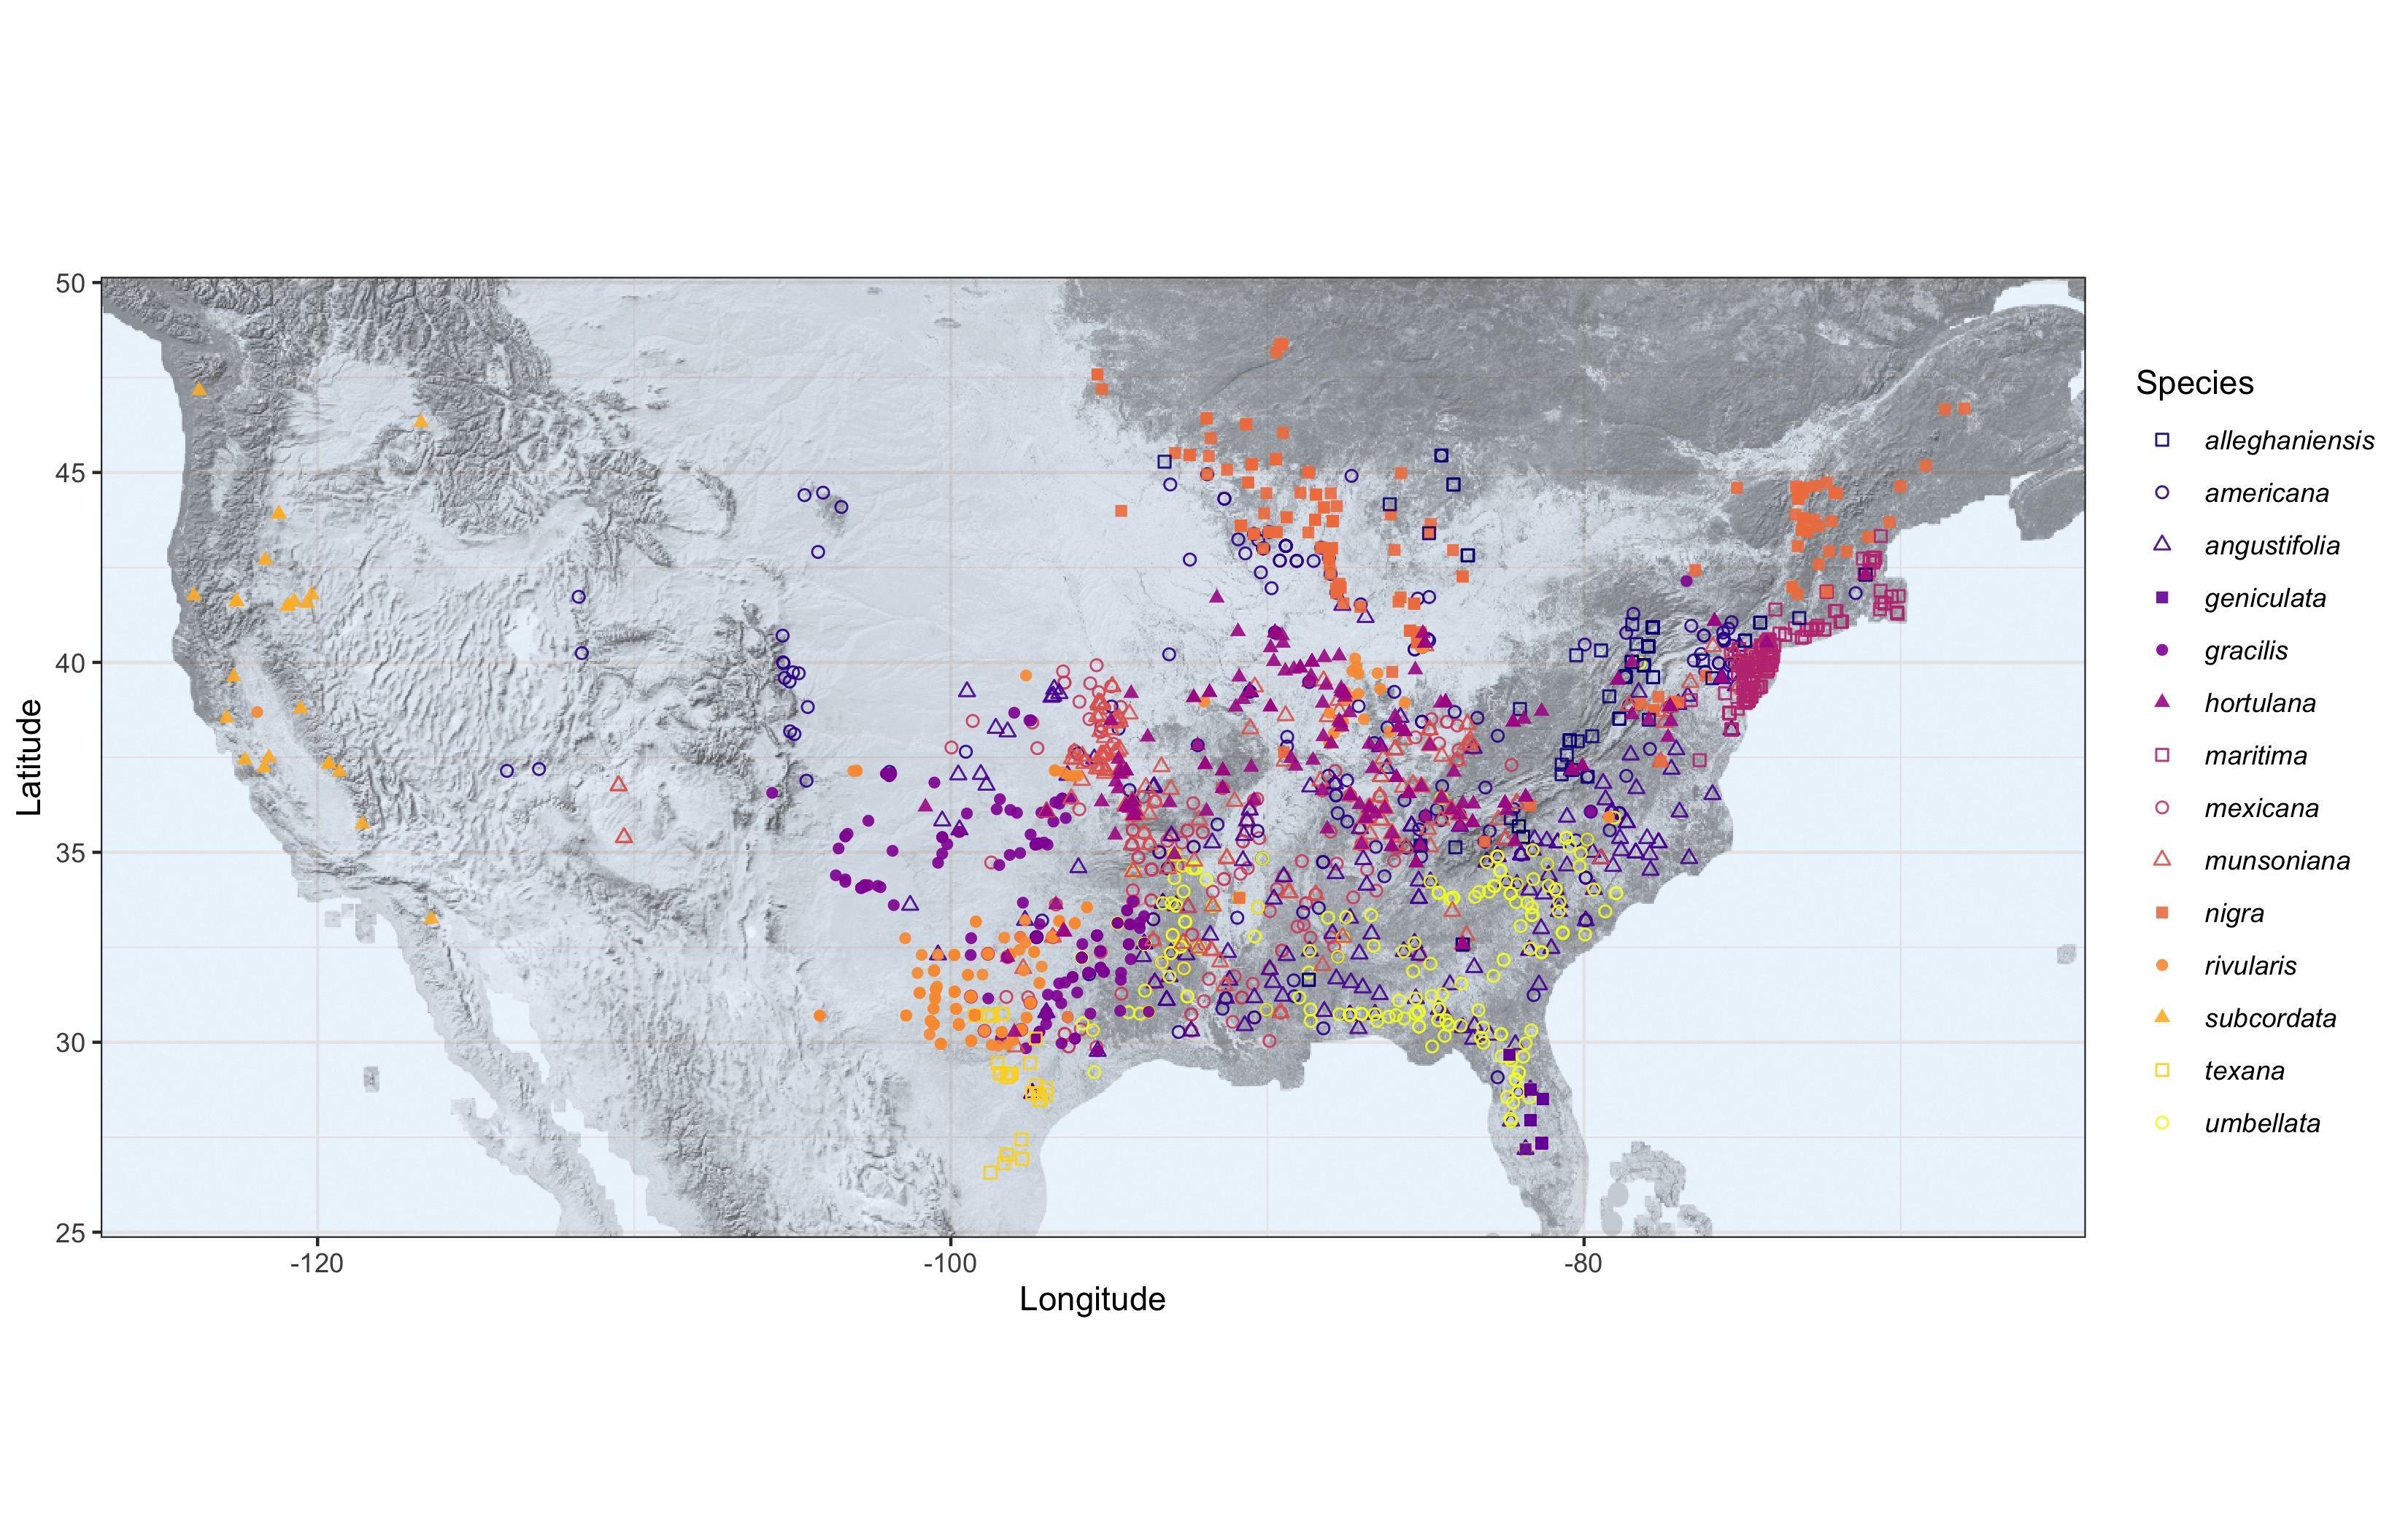 50
45
40
35
30
25
Latitude
-120
-100
-80
Longitude
Species
alleghaniensis
americana
angustifolia
geniculata
gracilis
hortulana
maritima
mexicana
munsoniana
nigra
rivularis
subcordata
texana
umbellata